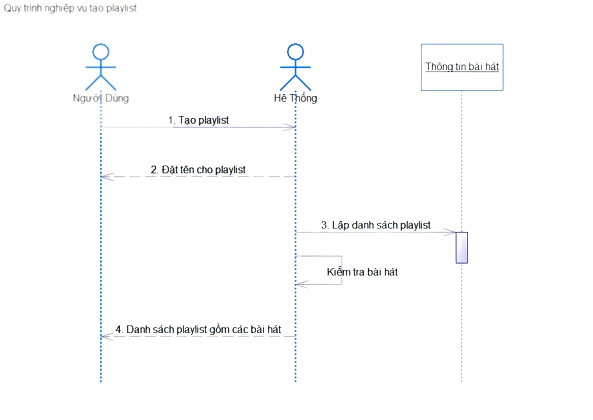 Quy trình nghiệp vụ tạo playlist
Người Dùng
Hệ Thống
Thông tin bài hát
1. Tạo playlist
2. Đặt tên cho playlist
3. Lập danh sách playlist
Kiểm tra bài hát
4. Danh sách playlist gồm các bài hát